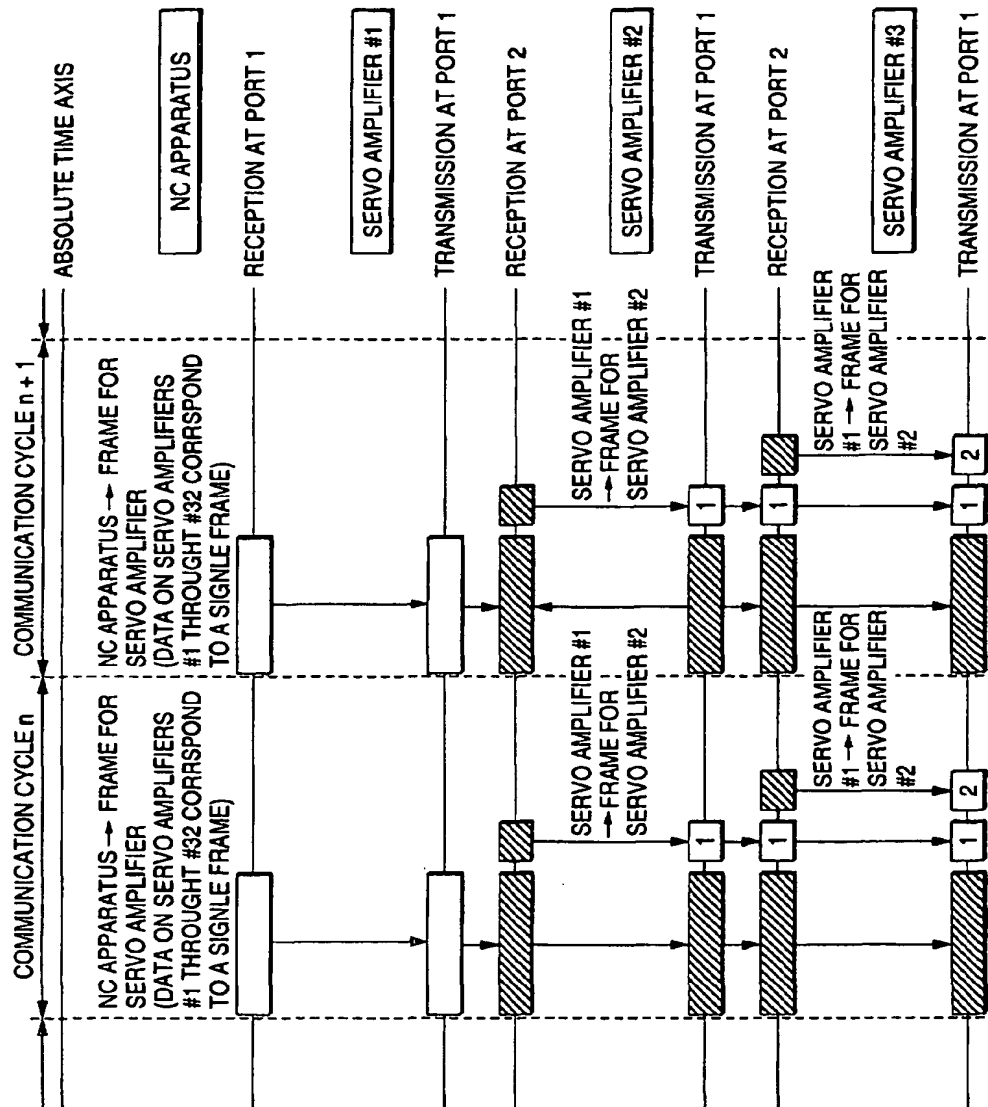 COMMUNICATION CYCLE n
COMMUNICATION CYCLE n + 1
ABSOLUTE TIME AXIS
NC APPARATUS → FRAME FOR
SERVO AMPLIFIER
(DATA ON SERVO AMPLIFIERS
#1 THROUGHT #32 CORRSPOND
TO A SIGNLE FRAME)
NC APPARATUS → FRAME FOR
SERVO AMPLIFIER
(DATA ON SERVO AMPLIFIERS
#1 THROUGHT #32 CORRSPOND
TO A SIGNLE FRAME)
NC APPARATUS
RECEPTION AT PORT 1
SERVO AMPLIFIER #1
TRANSMISSION AT PORT 1
RECEPTION AT PORT 2
SERVO AMPLIFIER #1
→ FRAME FOR
SERVO AMPLIFIER #2
SERVO AMPLIFIER #1
→ FRAME FOR
SERVO AMPLIFIER #2
SERVO AMPLIFIER #2
1
1
TRANSMISSION AT PORT 1
1
1
RECEPTION AT PORT 2
SERVO AMPLIFIER
#1 → FRAME FOR
SERVO AMPLIFIER
#2
SERVO AMPLIFIER
#1 → FRAME FOR
SERVO AMPLIFIER
#2
SERVO AMPLIFIER #3
1
2
1
2
TRANSMISSION AT PORT 1